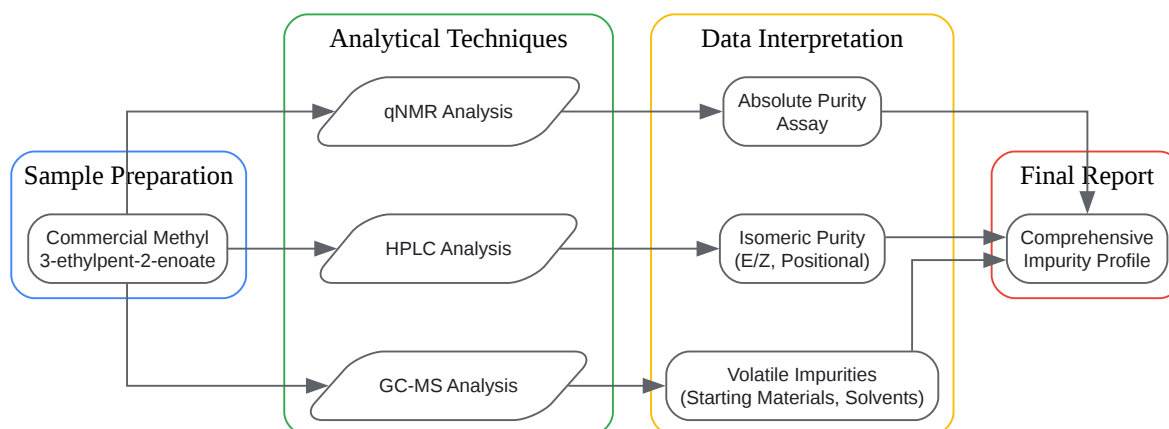 Analytical Techniques
Data Interpretation
qNMR Analysis
Absolute Purity
Assay
Sample Preparation
Final Report
Commercial Methyl
3-ethylpent-2-enoate
HPLC Analysis
Isomeric Purity
(E/Z, Positional)
Comprehensive
Impurity Profile
GC-MS Analysis
Volatile Impurities
(Starting Materials, Solvents)